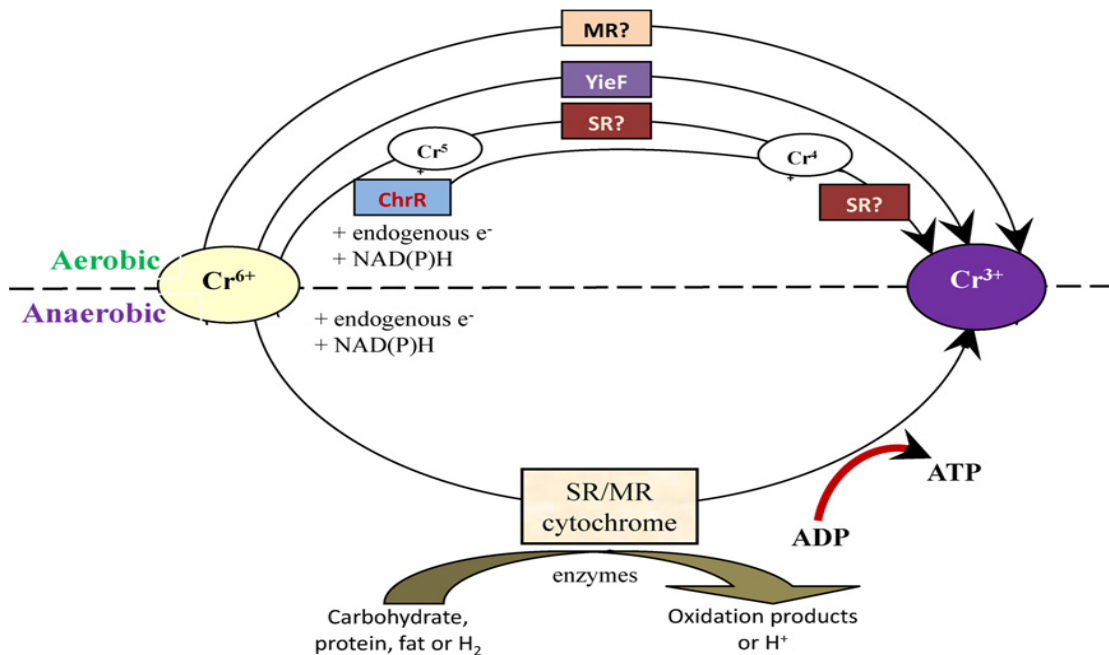 MR?
YieF
SR?
Cr⁵
+
Cr⁴
+
ChrR
SR?
+ endogenous e⁻
+ NAD(P)H
Aerobic
Cr⁶⁺
Cr³⁺
Anaerobic
+ endogenous e⁻
+ NAD(P)H
SR/MR
cytochrome
ATP
ADP
enzymes
Carbohydrate,
protein, fat or H₂
Oxidation products
or H⁺